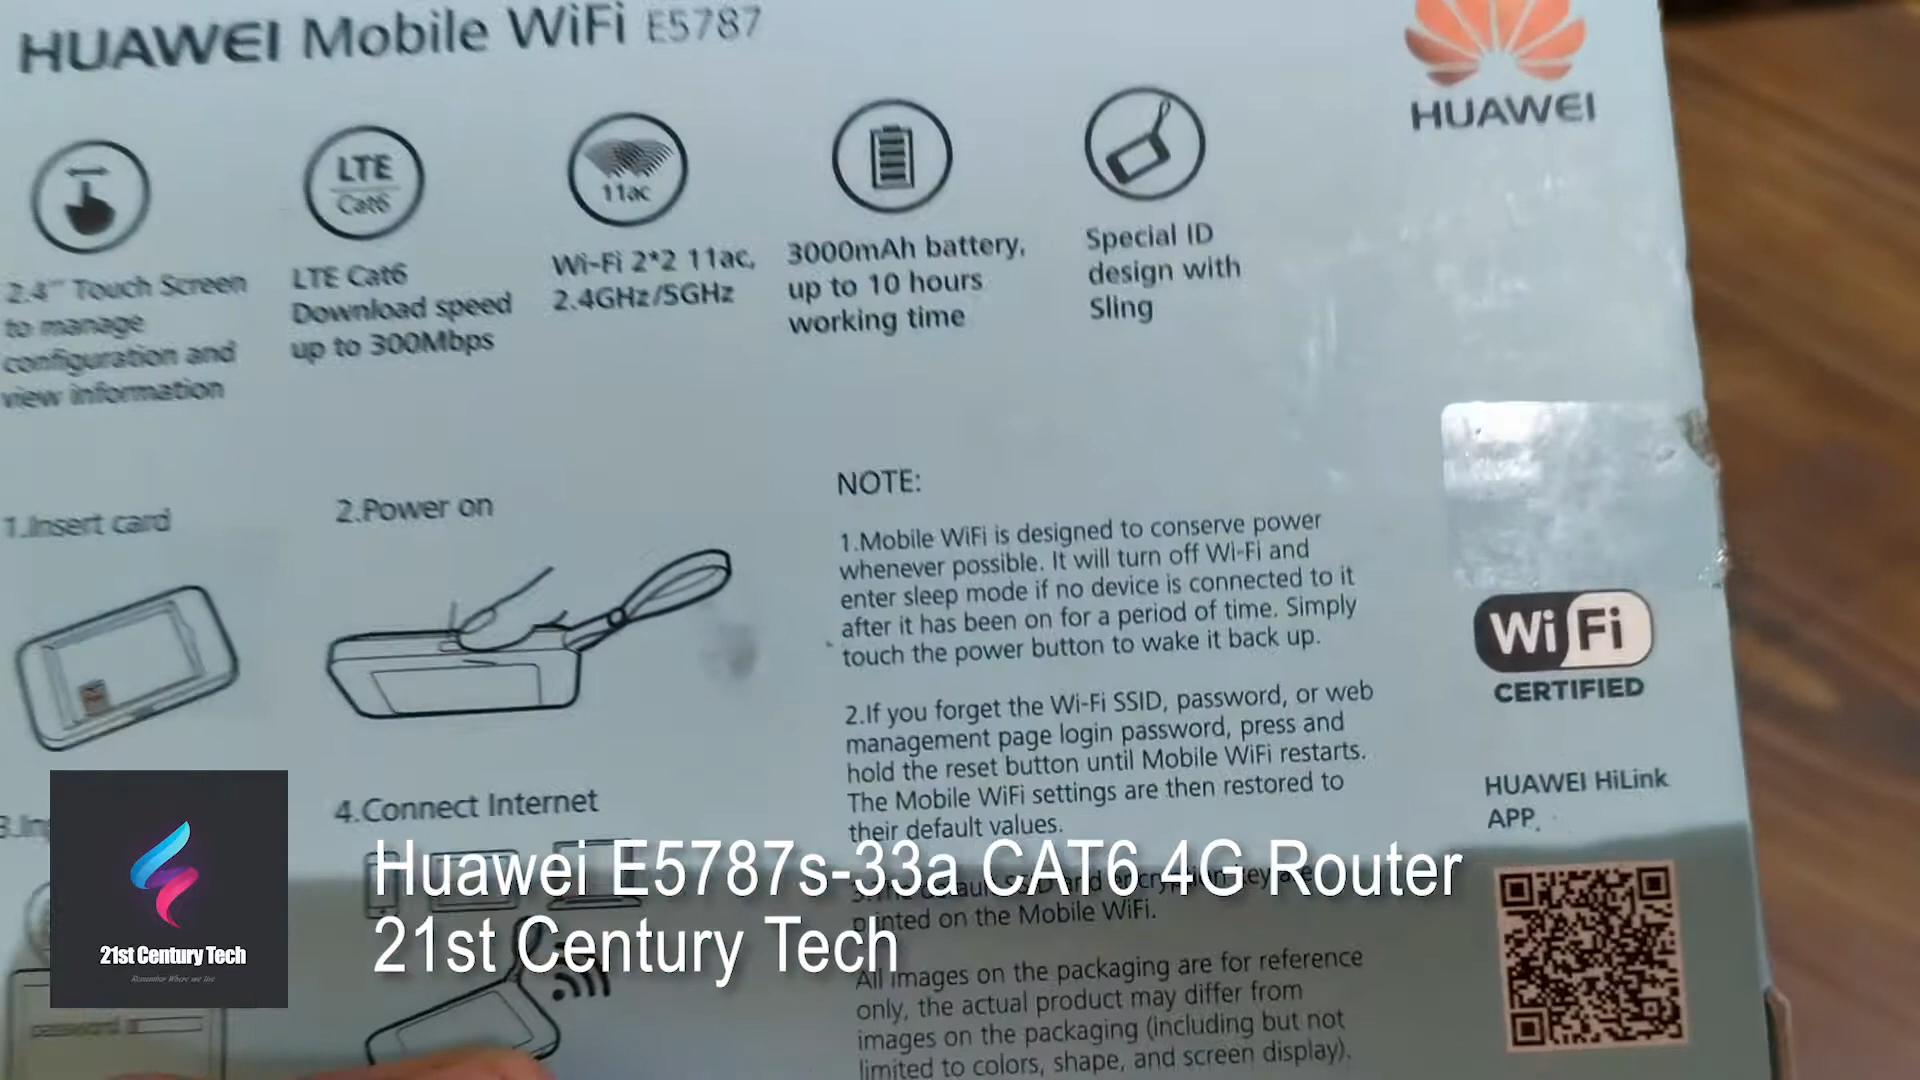 HUAWEI Mobile WiFi E5787
HUAWEI
LTE
Cat6
11ac
2.4" Touch Screen
to manage
configuration and
view information
LTE Cat6
Download speed
up to 300Mbps
Wi-Fi 2*2 11ac,
2.4GHz/5GHz
3000mAh battery,
up to 10 hours
working time
Special ID
design with
Sling
1.Insert card
2.Power on
4.Connect Internet
password
NOTE:
1.Mobile WiFi is designed to conserve power
whenever possible. It will turn off Wi-Fi and
enter sleep mode if no device is connected to it
after it has been on for a period of time. Simply
touch the power button to wake it back up.
2.If you forget the Wi-Fi SSID, password, or web
management page login password, press and
hold the reset button until Mobile WiFi restarts.
The Mobile WiFi settings are then restored to
their default values.
printed on the Mobile WiFi.
All images on the packaging are for reference
only, the actual product may differ from
images on the packaging (including but not
limited to colors, shape, and screen display).
WiFi
CERTIFIED
HUAWEI HiLink
APP
21st Century Tech
Remember Where we live
Huawei E5787s-33a CAT6 4G Router
21st Century Tech